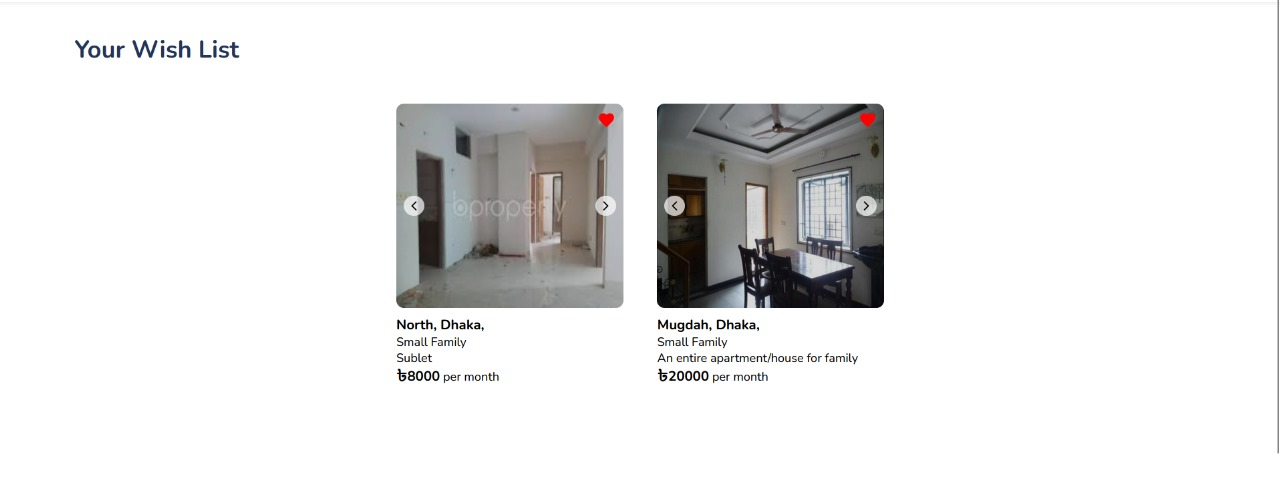 Your Wish List
bproperty
North, Dhaka,
Small Family
Sublet
৳8000 per month
Mugdah, Dhaka,
Small Family
An entire apartment/house for family
৳20000 per month